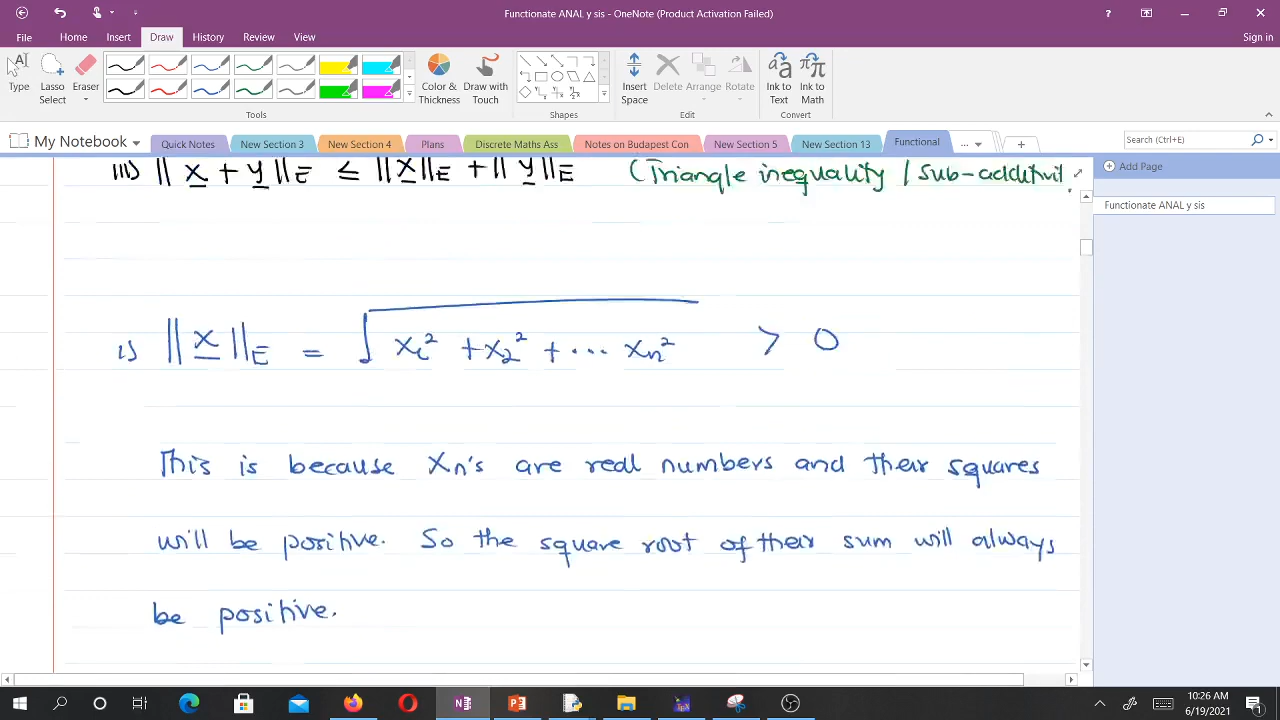 Functionate ANAL y sis - OneNote (Product Activation Failed)
File Home Insert Draw History Review View Sign in
Type Lasso Select Eraser Color & Thickness Draw with Touch Insert Space Delete Arrange Rotate Ink to Text Ink to Math
Tools Shapes Edit Convert
My Notebook Quick Notes New Section 3 New Section 4 Plans Discrete Maths Ass Notes on Budapest Con New Section 5 New Section 13 Functional ... + Search (Ctrl+E)
Add Page
Functionate ANAL y sis
iii) ||x + y||E ≤ ||x||E + ||y||E (Triangle inequality / Sub-additivit
i) ||x||E = √(xi² + x2² + ... xn²) > 0
This is because xn's are real numbers and their squares
will be positive. So the square root of their sum will always
be positive.
10:26 AM
6/19/2021